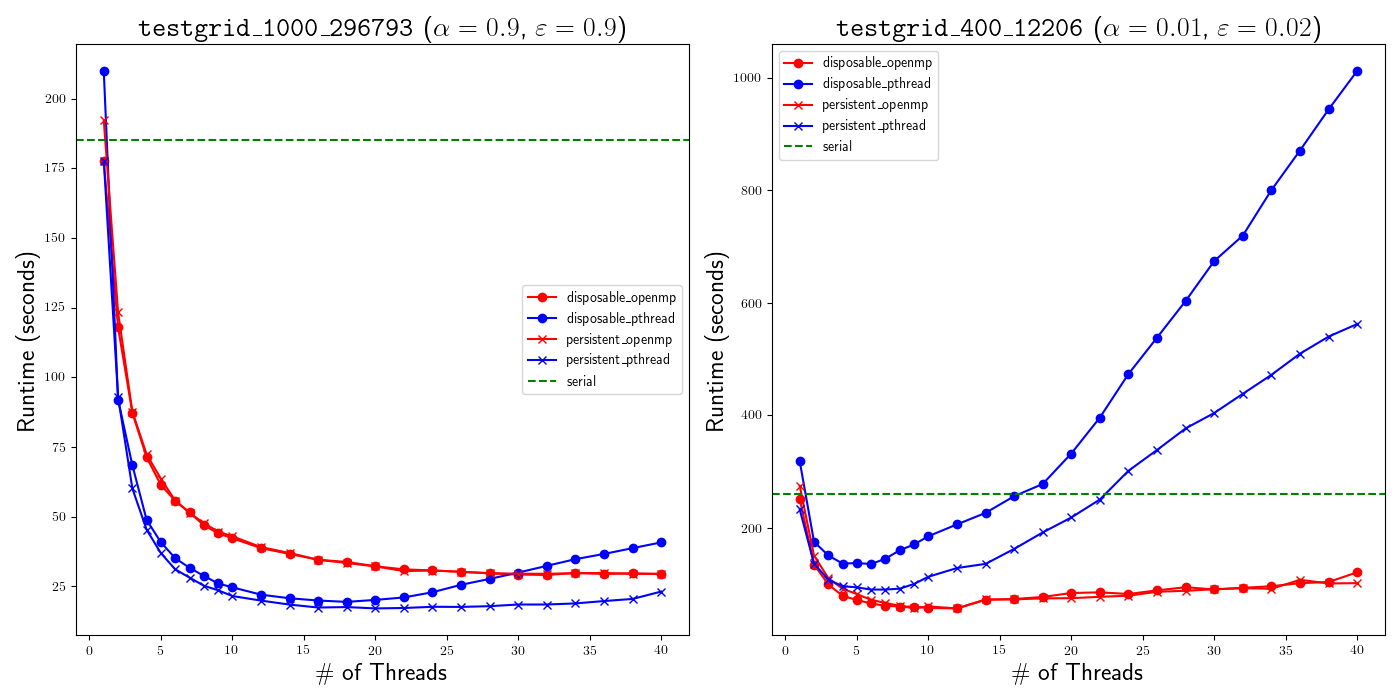 testgrid_1000_296793 (α = 0.9, ε = 0.9)
Runtime (seconds)
200
175
150
125
100
75
50
25
disposable_openmp
disposable_pthread
persistent_openmp
persistent_pthread
serial
0 5 10 15 20 25 30 35 40
# of Threads
testgrid_400_12206 (α = 0.01, ε = 0.02)
Runtime (seconds)
1000
800
600
400
200
disposable_openmp
disposable_pthread
persistent_openmp
persistent_pthread
serial
0 5 10 15 20 25 30 35 40
# of Threads